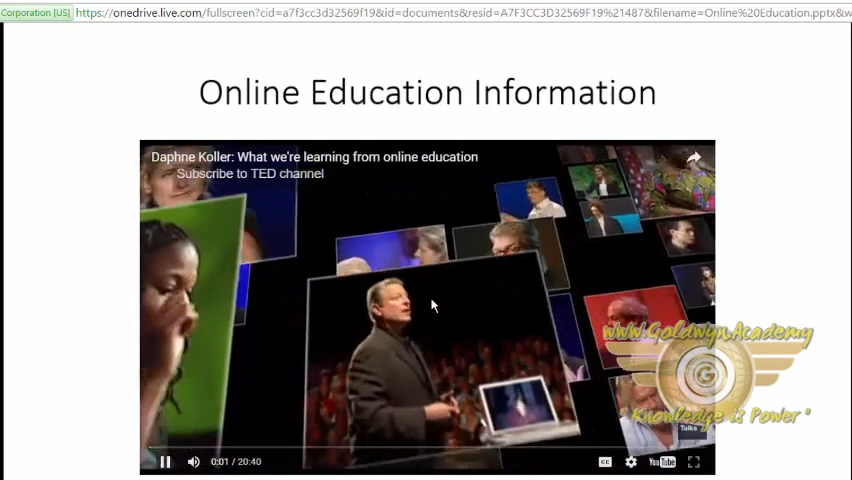 Corporation [US] https://onedrive.live.com/fullscreen?cid=a7f3cc3d32569f19&id=documents&resid=A7F3CC3D32569F19%21487&filename=Online%20Education.pptx&w
Online Education Information
Daphne Koller: What we're learning from online education
Subscribe to TED channel
www.GoldwynAcademy
G
"Knowledge is Power"
Talks
0:01 / 20:40
CC
YouTube